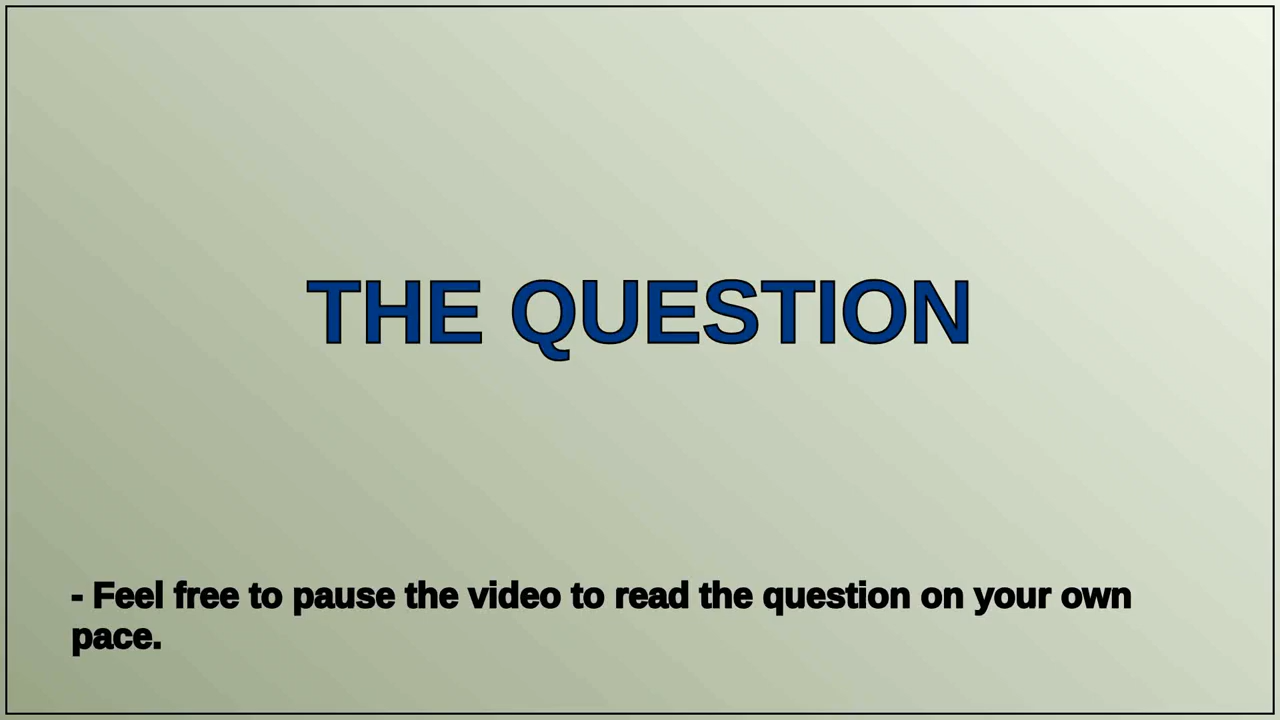 THE QUESTION
- Feel free to pause the video to read the question on your own
pace.